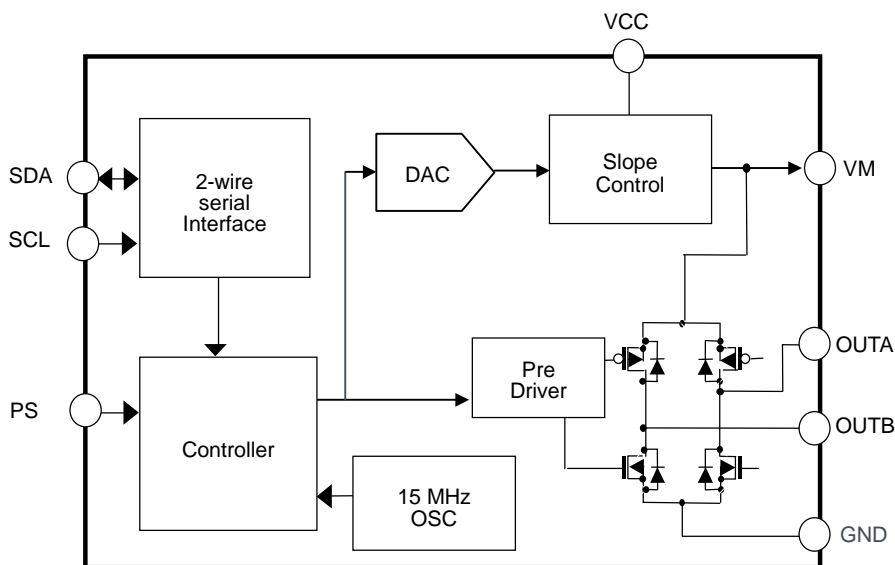 VCC
SDA
2-wire
serial
Interface
DAC
Slope
Control
VM
SCL
Pre
Driver
OUTA
PS
Controller
OUTB
15 MHz
OSC
GND